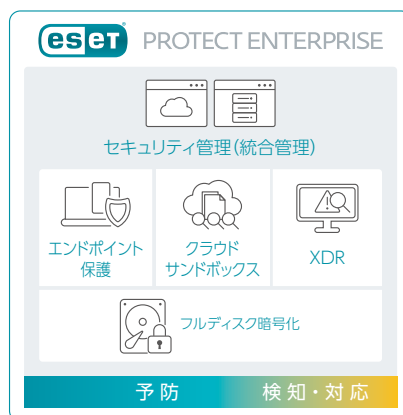 eseT PROTECT ENTERPRISE
セキュリティ管理(統合管理)
エンドポイント
保護
クラウド
サンドボックス
XDR
フルディスク暗号化
予防
検知・対応